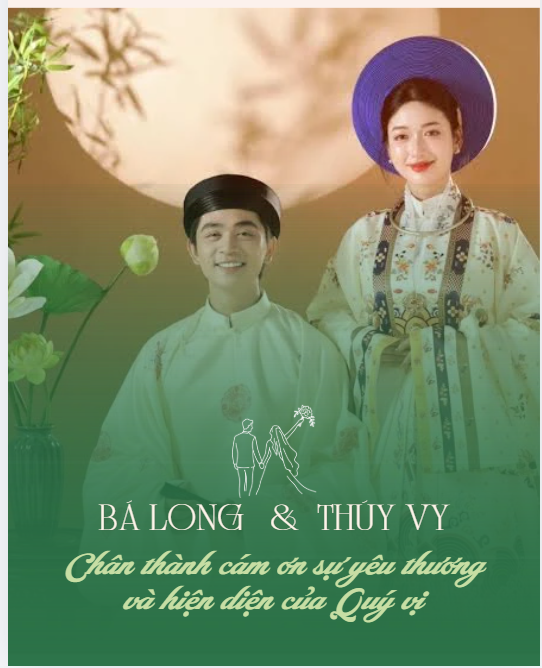 BÁ LONG & THÚY VY
Chân thành cám ơn sự yêu thương
và hiện diện của Quý vị